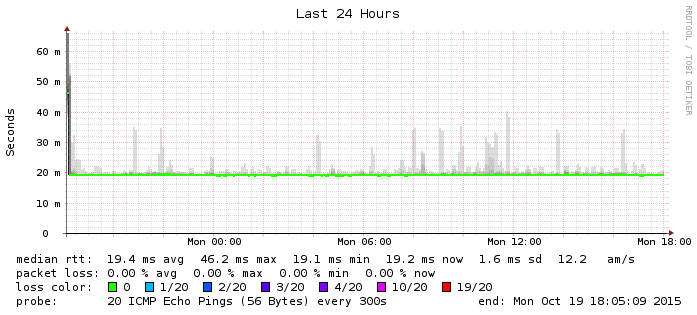 Last 24 Hours
RRDTOOL / TOBI OETIKER
Seconds
60 m
50 m
40 m
30 m
20 m
10 m
0
Mon 00:00 Mon 06:00 Mon 12:00 Mon 18:00
median rtt: 19.4 ms avg 46.2 ms max 19.1 ms min 19.2 ms now 1.6 ms sd 12.2 am/s
packet loss: 0.00 % avg 0.00 % max 0.00 % min 0.00 % now
loss color: 0 1/20 2/20 3/20 4/20 10/20 19/20
probe: 20 ICMP Echo Pings (56 Bytes) every 300s end: Mon Oct 19 18:05:09 2015